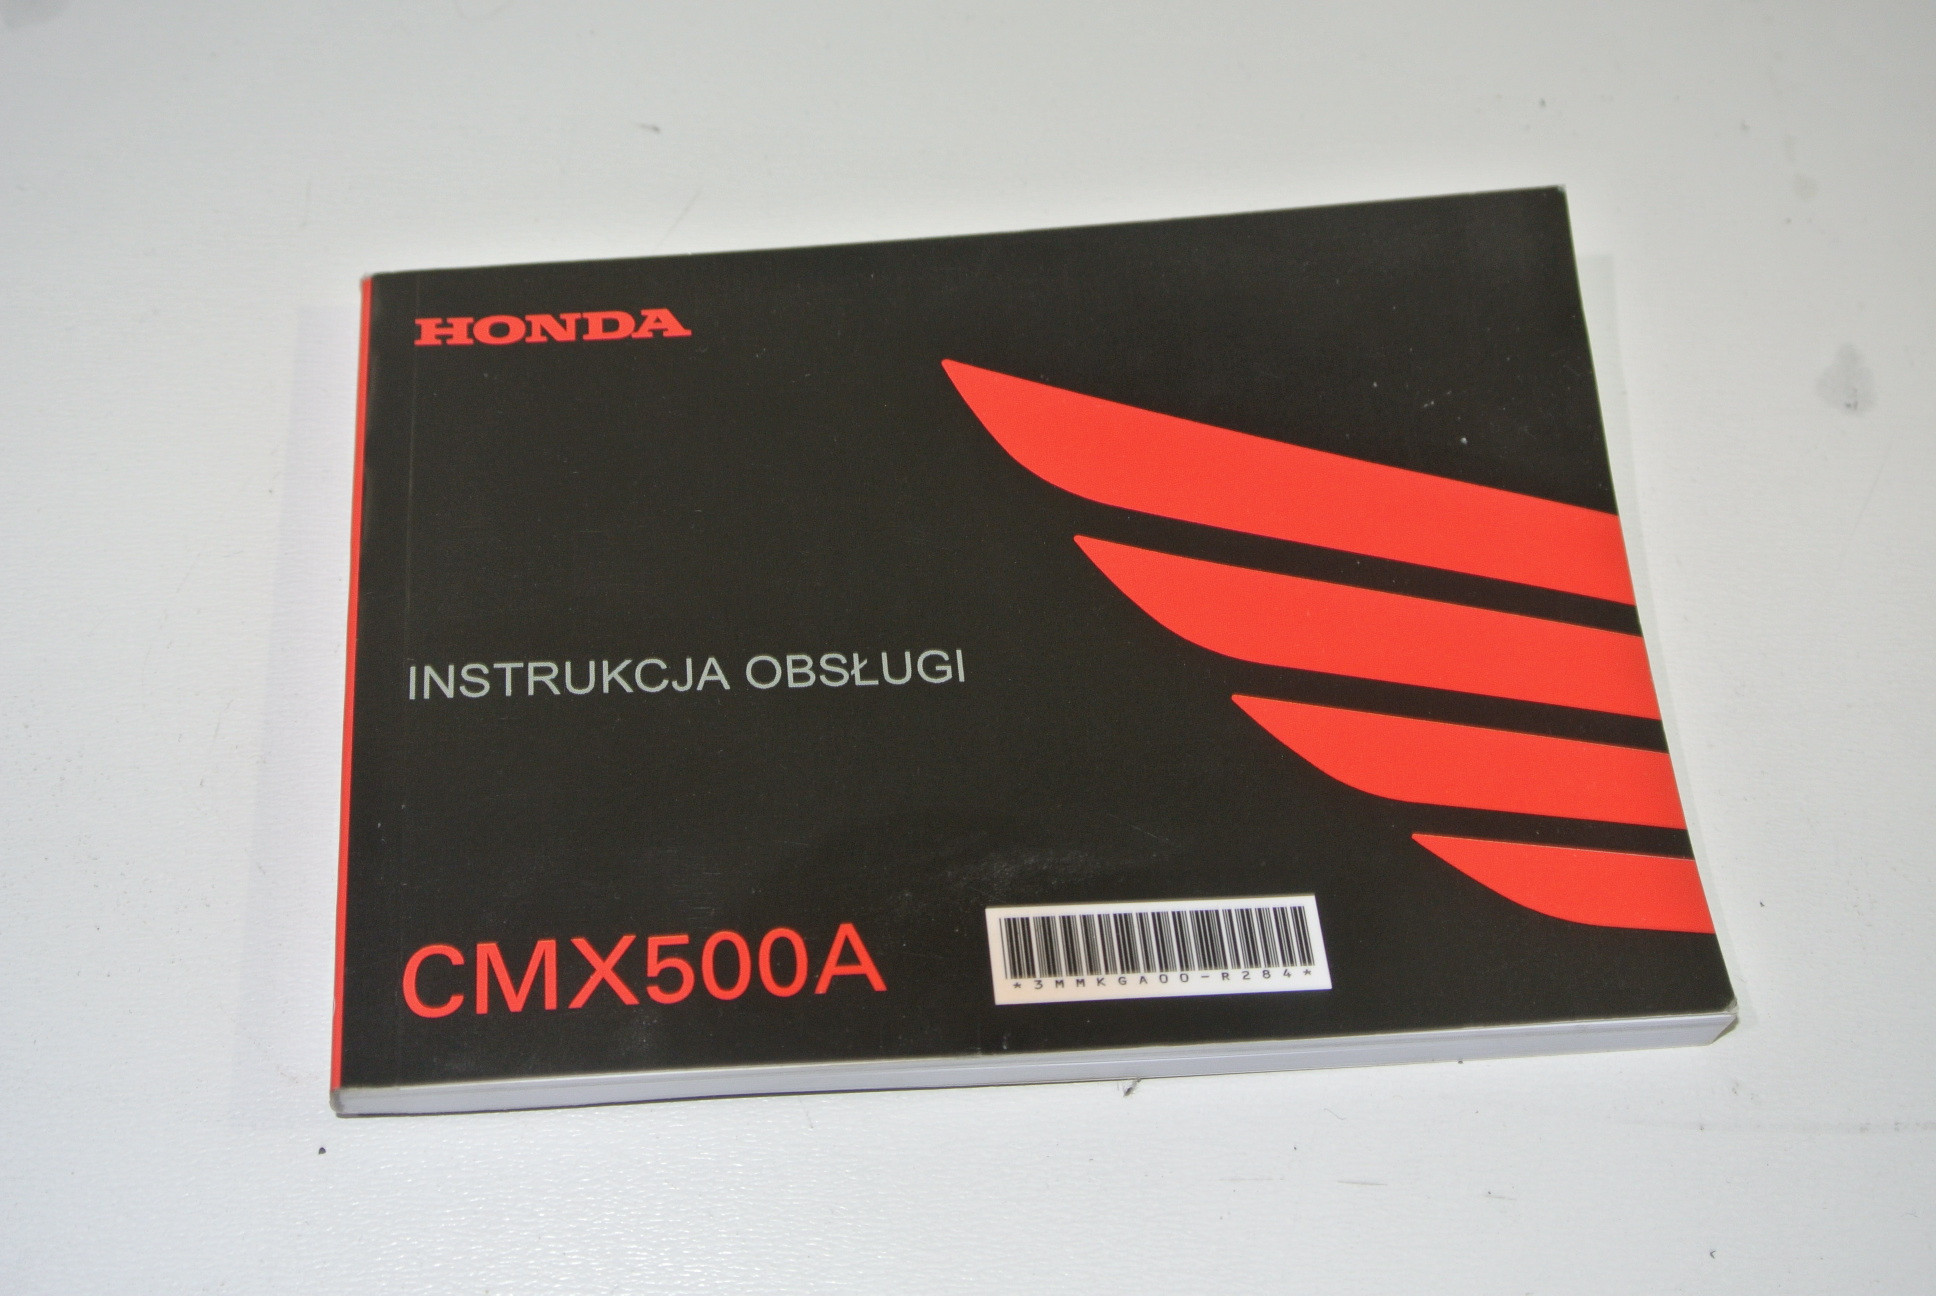 HONDA
INSTRUKCJA OBSŁUGI
CMX500A
*3MMKGA00-R284*